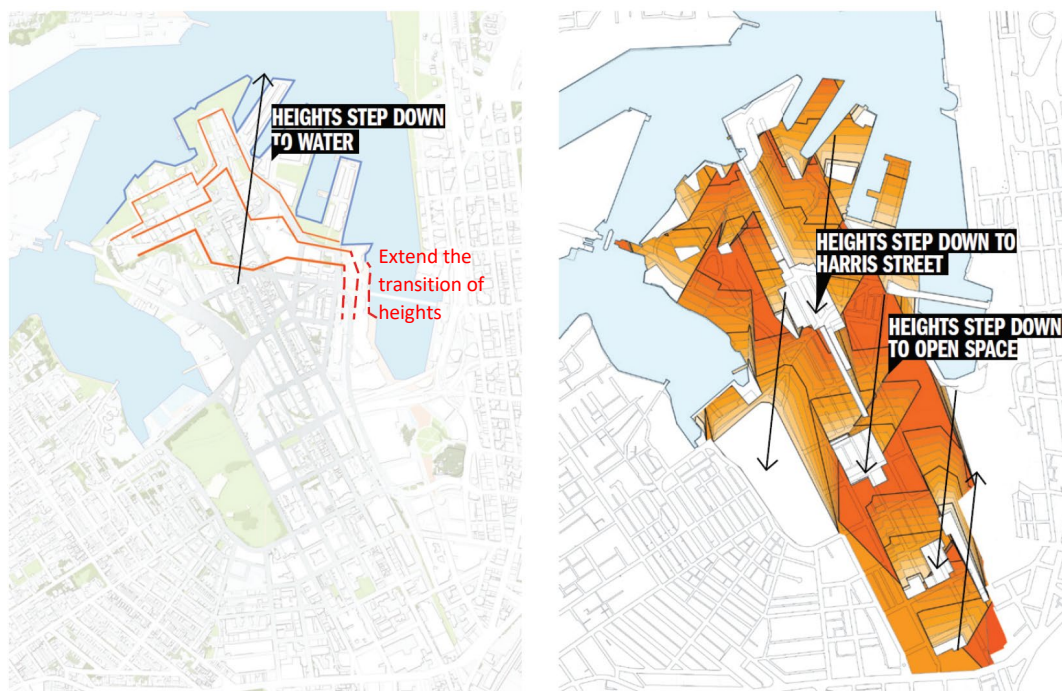 HEIGHTS STEP DOWN
TO WATER
Extend the
transition of
heights
HEIGHTS STEP DOWN TO
HARRIS STREET
HEIGHTS STEP DOWN
TO OPEN SPACE